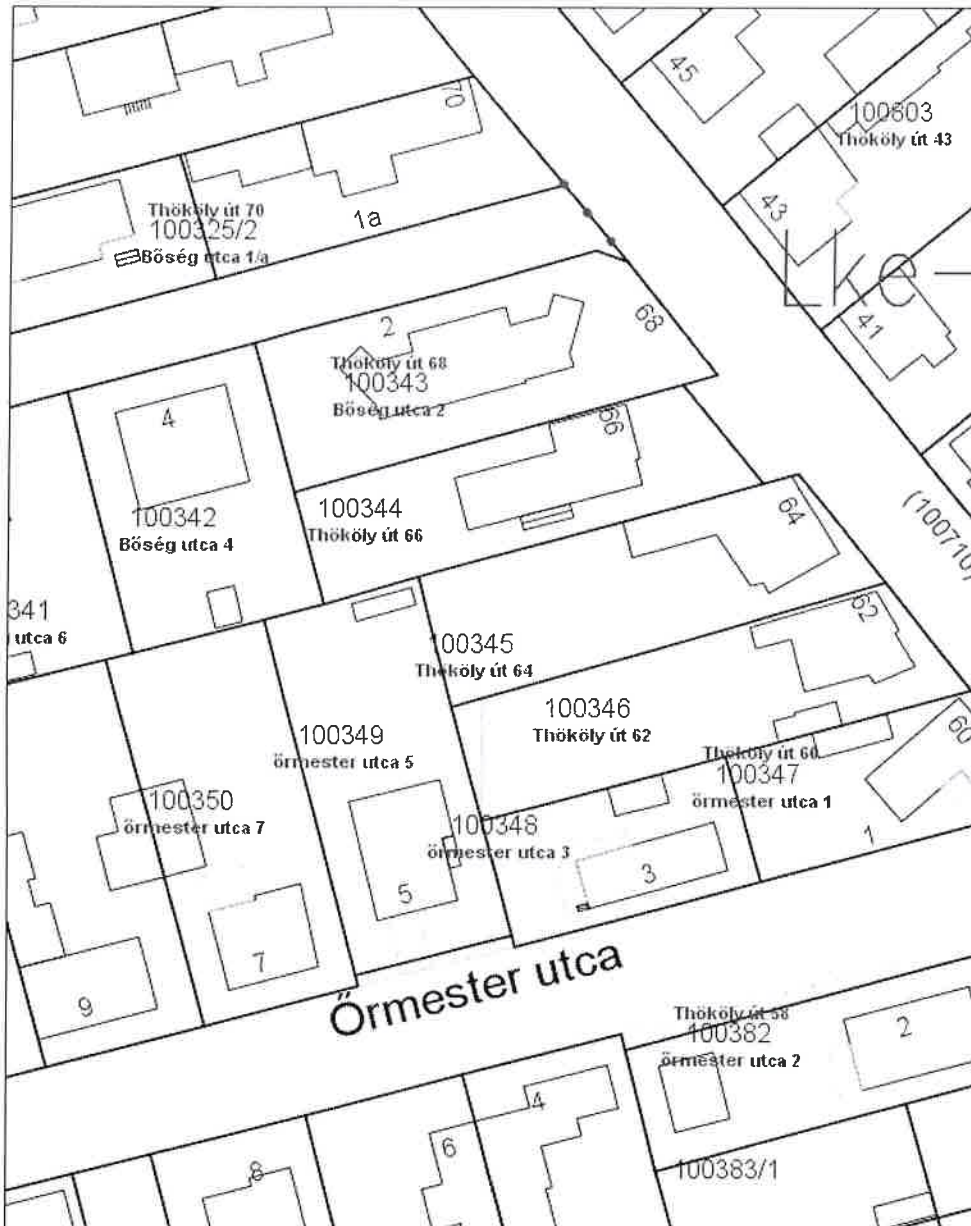 70
45
100603
Thököly út 43
43
Thököly út 70
100325/2
Bőség utca 1/a
1a
Lk e-
41
68
2
Thököly út 68
100343
Bőség utca 2
4
66
100342
Bőség utca 4
100344
Thököly út 66
64
(100710)
341
utca 6
62
100345
Thököly út 64
100346
Thököly út 62
60
100349
örmester utca 5
Thököly út 60
100347
örmester utca 1
100350
örmester utca 7
100348
örmester utca 3
1
3
5
7
9
Őrmester utca
Thököly út 58
100382
örmester utca 2
2
4
6
8
100383/1